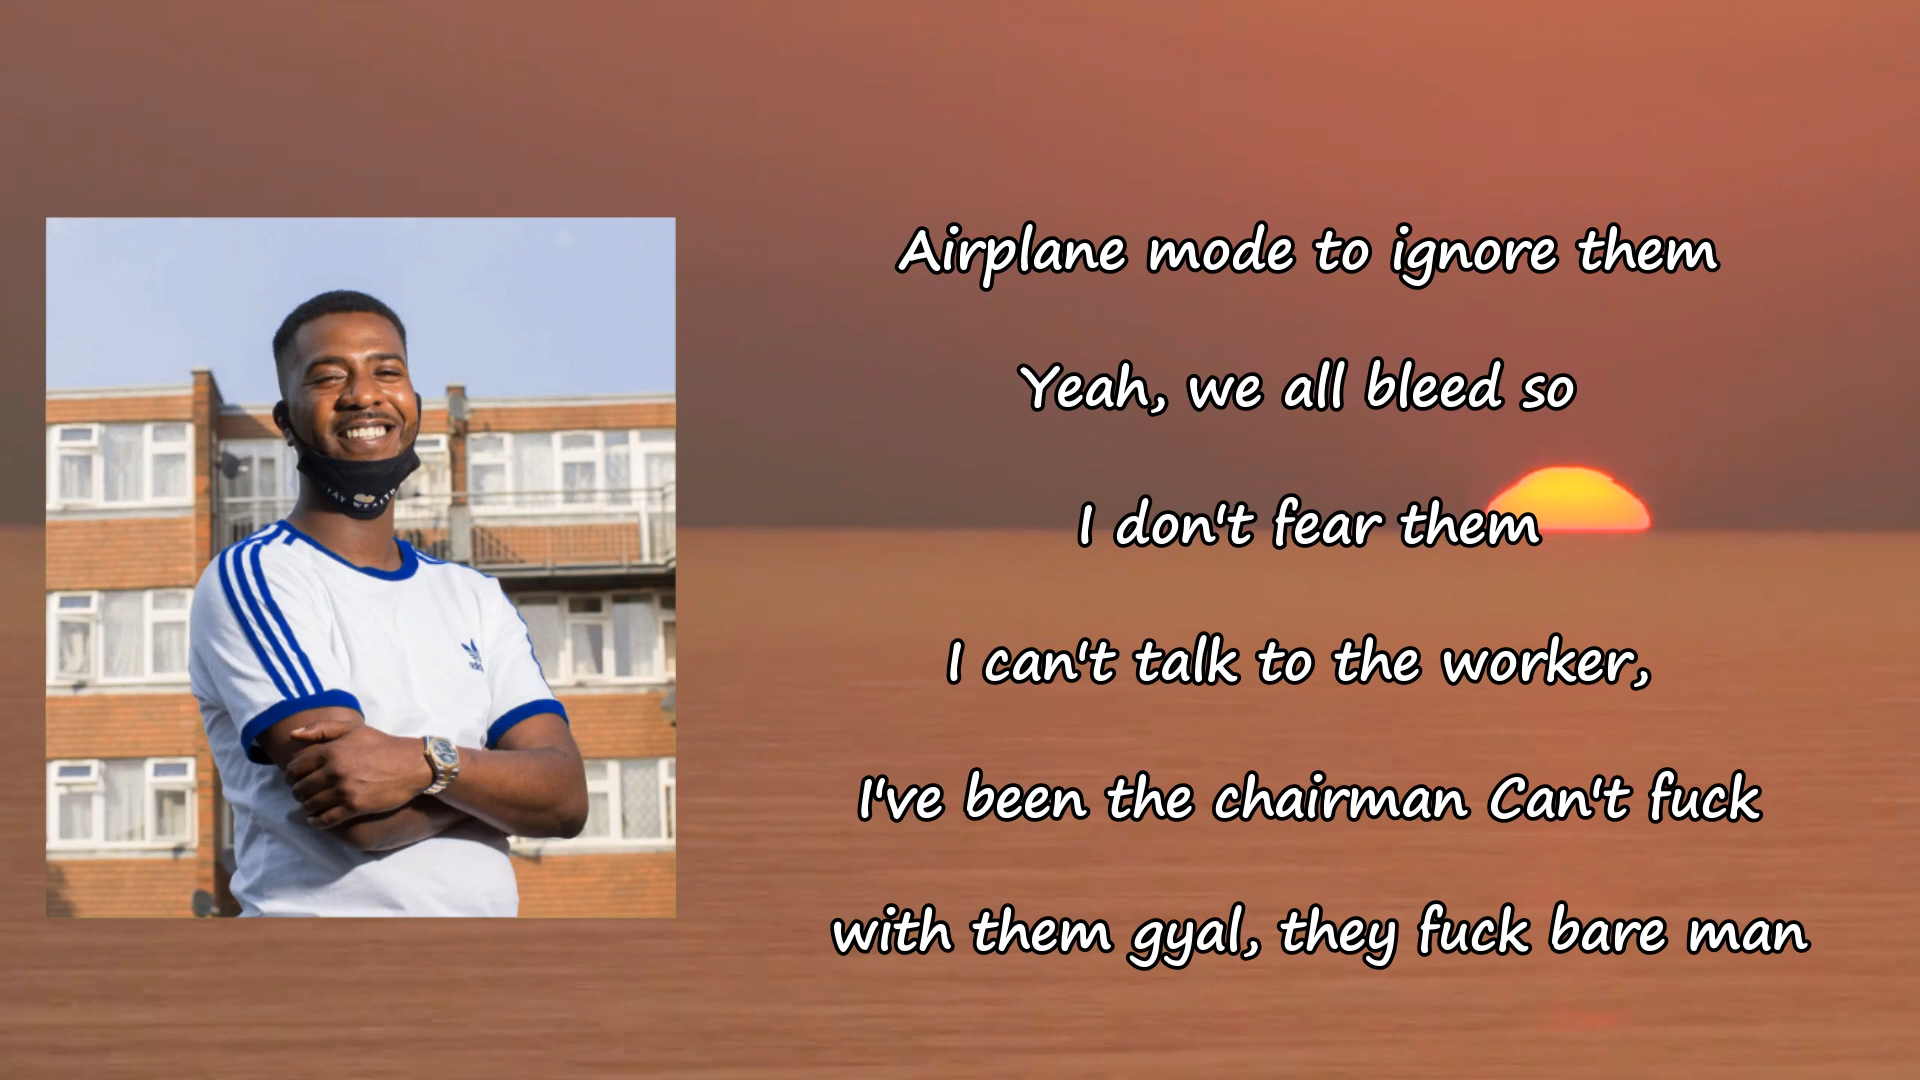 Airplane mode to ignore them
Yeah, we all bleed so
I don't fear them
I can't talk to the worker,
I've been the chairman Can't fuck
with them gyal, they fuck bare man